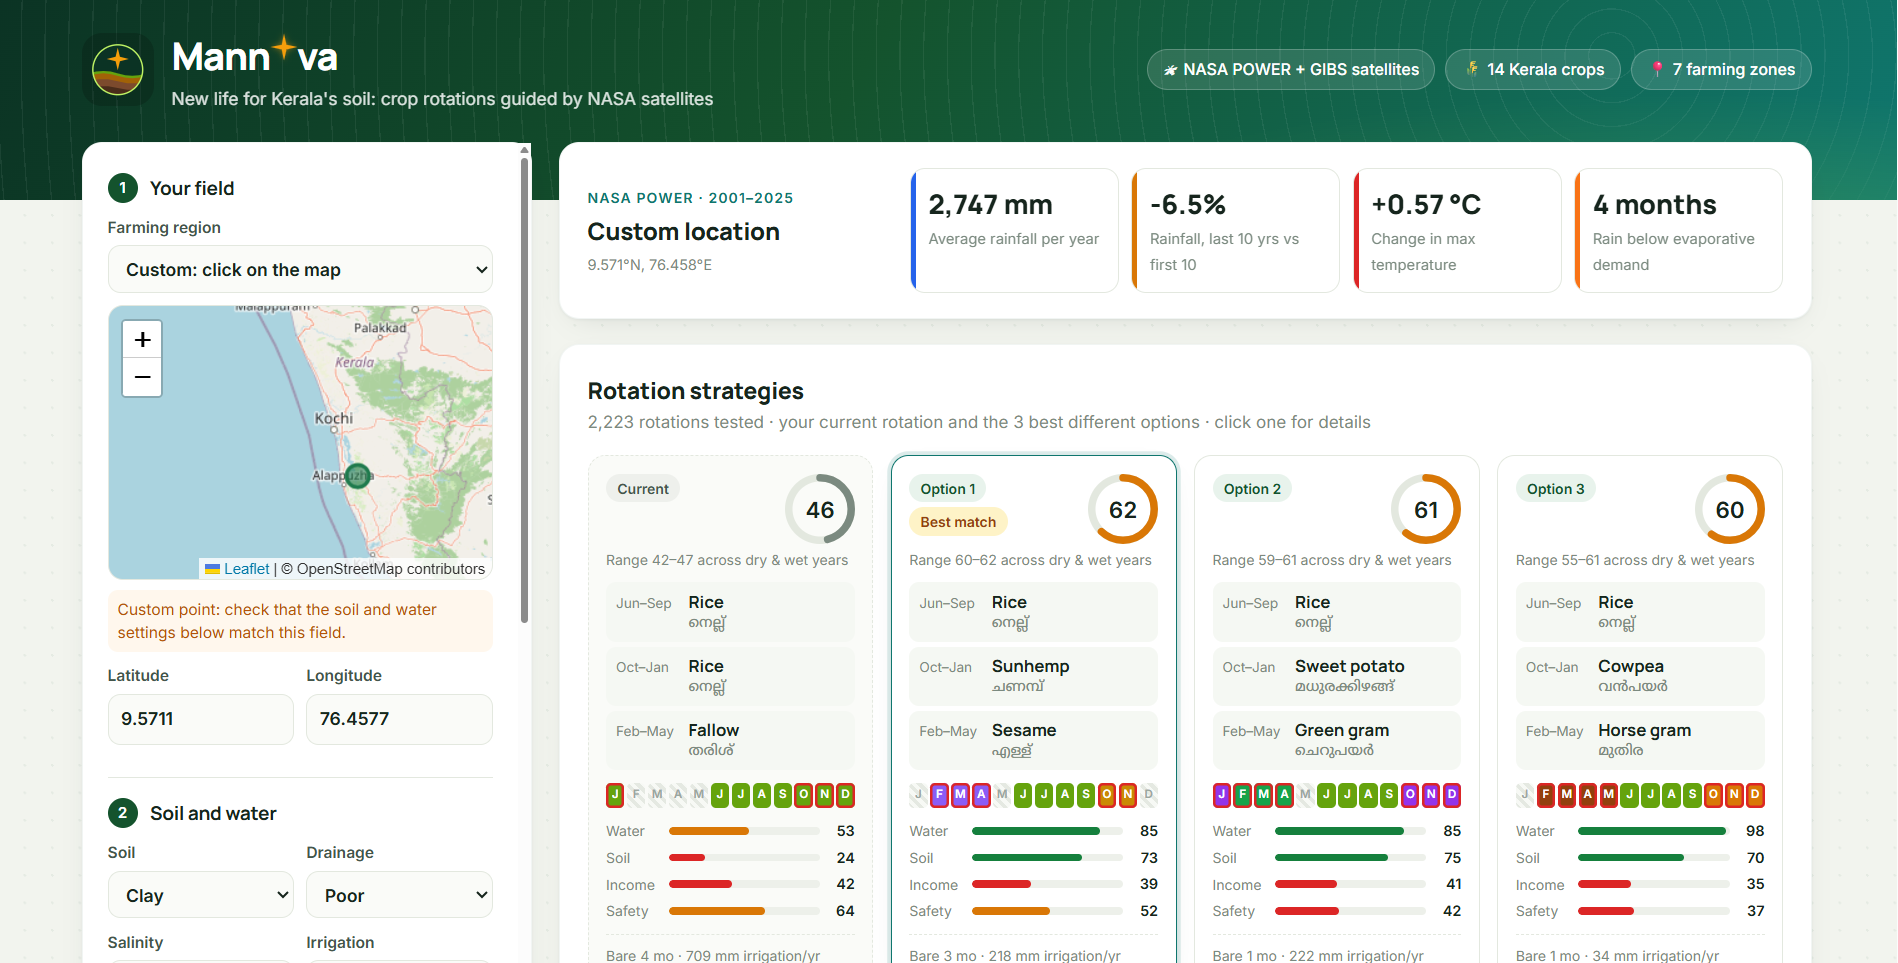 Mann va
New life for Kerala's soil: crop rotations guided by NASA satellites
NASA POWER + GIBS satellites
14 Kerala crops
7 farming zones
1 Your field
Farming region
Custom: click on the map
+
−
Malappuram
Palakkad
Kerala
Kochi
Alappuzha
Leaflet | © OpenStreetMap contributors
Custom point: check that the soil and water
settings below match this field.
Latitude Longitude
9.5711 76.4577
2 Soil and water
Soil Drainage
Clay Poor
Salinity Irrigation
NASA POWER · 2001–2025
Custom location
9.571°N, 76.458°E
2,747 mm
Average rainfall per year
-6.5%
Rainfall, last 10 yrs vs
first 10
+0.57 °C
Change in max
temperature
4 months
Rain below evaporative
demand
Rotation strategies
2,223 rotations tested · your current rotation and the 3 best different options · click one for details
Current
46
Range 42–47 across dry & wet years
Jun–Sep Rice
നെല്ല്
Oct–Jan Rice
നെല്ല്
Feb–May Fallow
തരിശ്
J F M A M J J A S O N D
Water 53
Soil 24
Income 42
Safety 64
Bare 4 mo · 709 mm irrigation/yr
Option 1
Best match
62
Range 60–62 across dry & wet years
Jun–Sep Rice
നെല്ല്
Oct–Jan Sunhemp
ചണമ്പ്
Feb–May Sesame
എള്ള്
J F M A M J J A S O N D
Water 85
Soil 73
Income 39
Safety 52
Bare 3 mo · 218 mm irrigation/yr
Option 2
61
Range 59–61 across dry & wet years
Jun–Sep Rice
നെല്ല്
Oct–Jan Sweet potato
മധുരക്കിഴങ്ങ്
Feb–May Green gram
ചെറുപയർ
J F M A M J J A S O N D
Water 85
Soil 75
Income 41
Safety 42
Bare 1 mo · 222 mm irrigation/yr
Option 3
60
Range 55–61 across dry & wet years
Jun–Sep Rice
നെല്ല്
Oct–Jan Cowpea
വൻപയർ
Feb–May Horse gram
മുതിര
J F M A M J J A S O N D
Water 98
Soil 70
Income 35
Safety 37
Bare 1 mo · 34 mm irrigation/yr